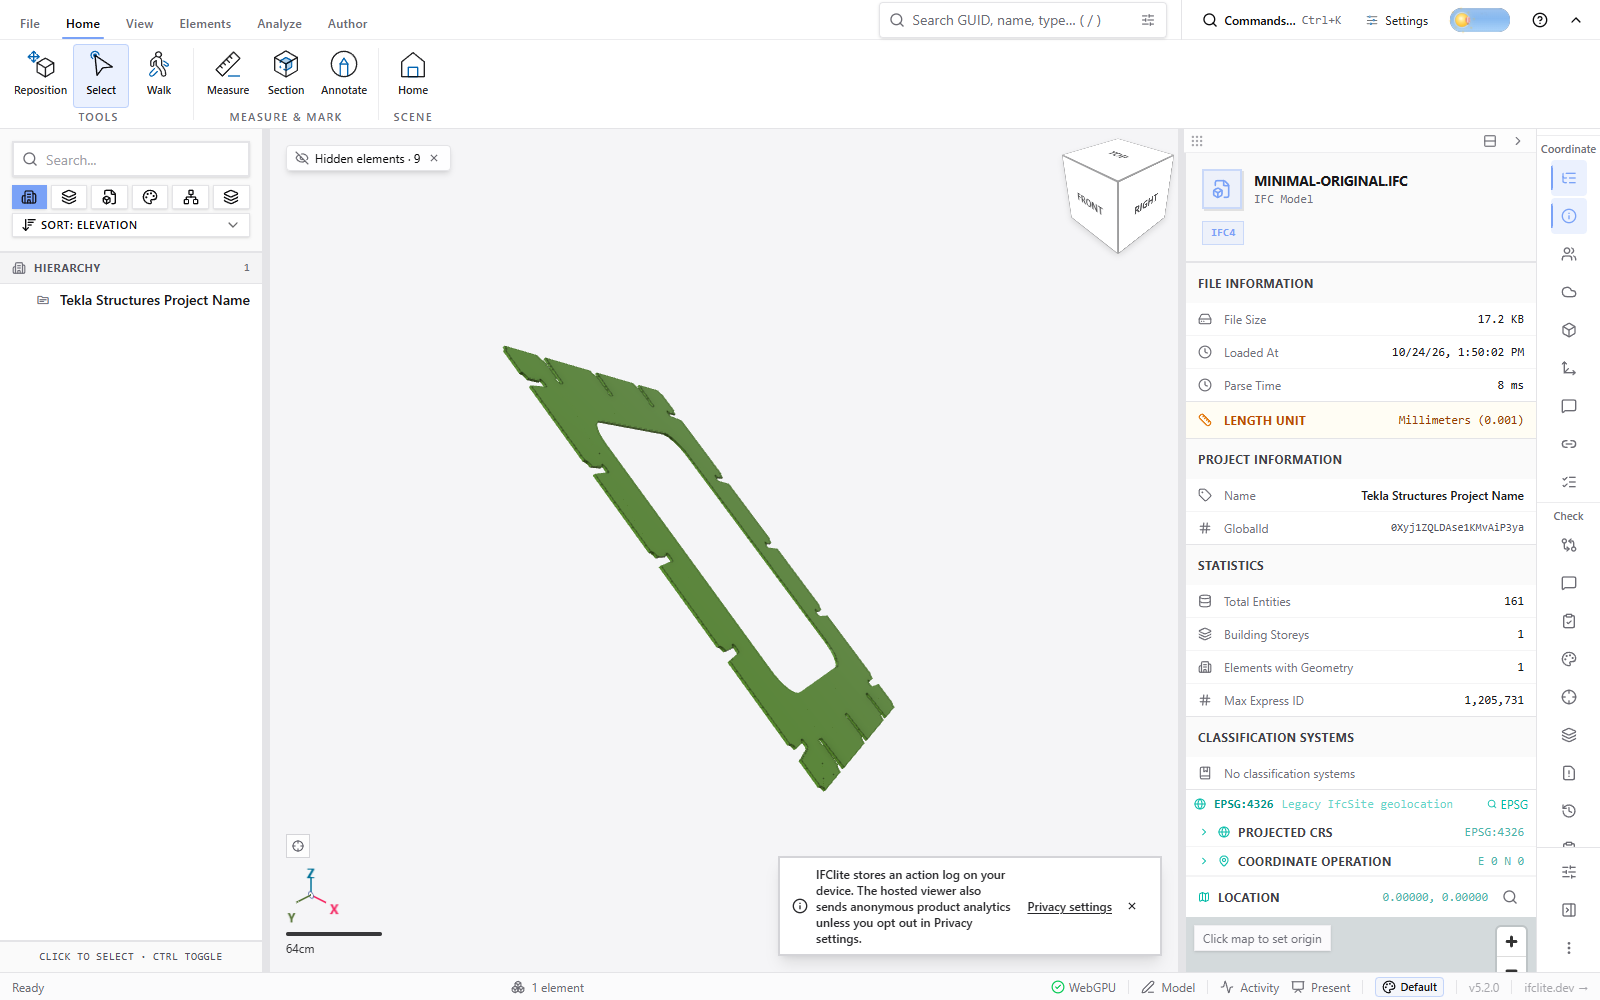 File Home View Elements Analyze Author
Search GUID, name, type... ( / )
Commands... Ctrl+K
Settings
Reposition Select Walk Measure Section Annotate Home
TOOLS MEASURE & MARK SCENE
Search...
SORT: ELEVATION
HIERARCHY 1
Tekla Structures Project Name
CLICK TO SELECT · CTRL TOGGLE
Hidden elements · 9
TOP
FRONT RIGHT
Z
Y X
64cm
IFClite stores an action log on your
device. The hosted viewer also
sends anonymous product analytics
unless you opt out in Privacy
settings.
Privacy settings
MINIMAL-ORIGINAL.IFC
IFC Model
IFC4
FILE INFORMATION
File Size 17.2 KB
Loaded At 10/24/26, 1:50:02 PM
Parse Time 8 ms
LENGTH UNIT Millimeters (0.001)
PROJECT INFORMATION
Name Tekla Structures Project Name
GlobalId 0Xyj1ZQLDAse1KMvAiP3ya
STATISTICS
Total Entities 161
Building Storeys 1
Elements with Geometry 1
Max Express ID 1,205,731
CLASSIFICATION SYSTEMS
No classification systems
EPSG:4326 Legacy IfcSite geolocation EPSG
PROJECTED CRS EPSG:4326
COORDINATE OPERATION E 0 N 0
LOCATION 0.00000, 0.00000
Click map to set origin
Coordinate
Check
Ready
1 element
WebGPU Model Activity Present Default v5.2.0 ifclite.dev →